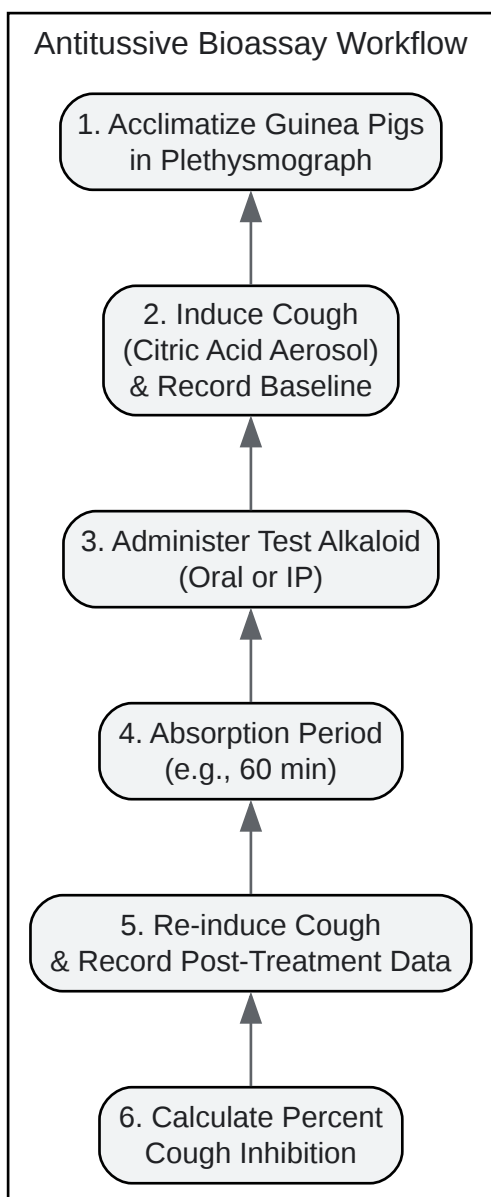 Antitussive Bioassay Workflow
1. Acclimatize Guinea Pigs
in Plethysmograph
2. Induce Cough
(Citric Acid Aerosol)
& Record Baseline
3. Administer Test Alkaloid
(Oral or IP)
4. Absorption Period
(e.g., 60 min)
5. Re-induce Cough
& Record Post-Treatment Data
6. Calculate Percent
Cough Inhibition